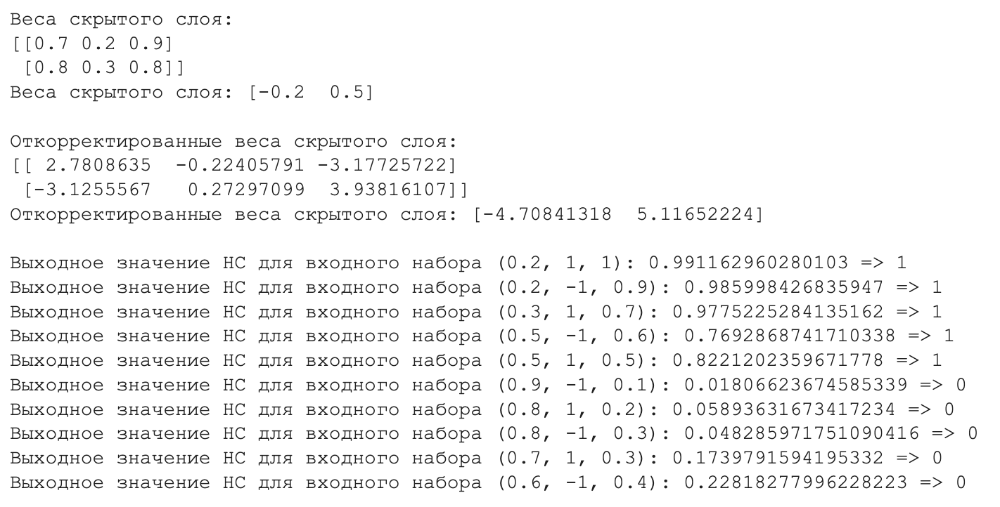 Веса скрытого слоя:
[[0.7 0.2 0.9]
[0.8 0.3 0.8]]
Веса скрытого слоя: [-0.2  0.5]
Откорректированные веса скрытого слоя:
[[ 2.7808635  -0.22405791 -3.17725722]
[-3.1255567   0.27297099  3.93816107]]
Откорректированные веса скрытого слоя: [-4.70841318  5.11652224]
Выходное значение НС для входного набора (0.2, 1, 1): 0.991162960280103 => 1
Выходное значение НС для входного набора (0.2, -1, 0.9): 0.985998426835947 => 1
Выходное значение НС для входного набора (0.3, 1, 0.7): 0.9775225284135162 => 1
Выходное значение НС для входного набора (0.5, -1, 0.6): 0.7692868741710338 => 1
Выходное значение НС для входного набора (0.5, 1, 0.5): 0.8221202359671778 => 1
Выходное значение НС для входного набора (0.9, -1, 0.1): 0.01806623674585339 => 0
Выходное значение НС для входного набора (0.8, 1, 0.2): 0.05893631673417234 => 0
Выходное значение НС для входного набора (0.8, -1, 0.3): 0.048285971751090416 => 0
Выходное значение НС для входного набора (0.7, 1, 0.3): 0.1739791594195332 => 0
Выходное значение НС для входного набора (0.6, -1, 0.4): 0.22818277996228223 => 0